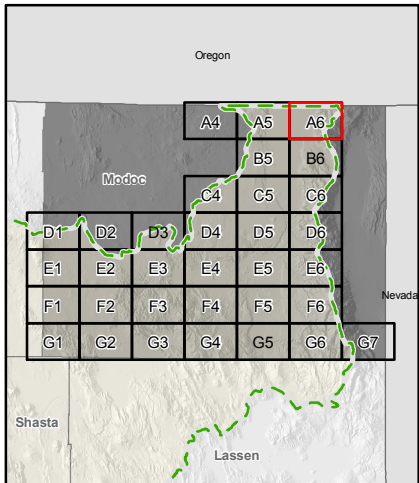 Oregon
A4 A5 A6
B5 B6
Modoc
C4 C5 C6
D1 D2 D3 D4 D5 D6
E1 E2 E3 E4 E5 E6
Nevada
F1 F2 F3 F4 F5 F6
G1 G2 G3 G4 G5 G6 G7
Shasta
Lassen